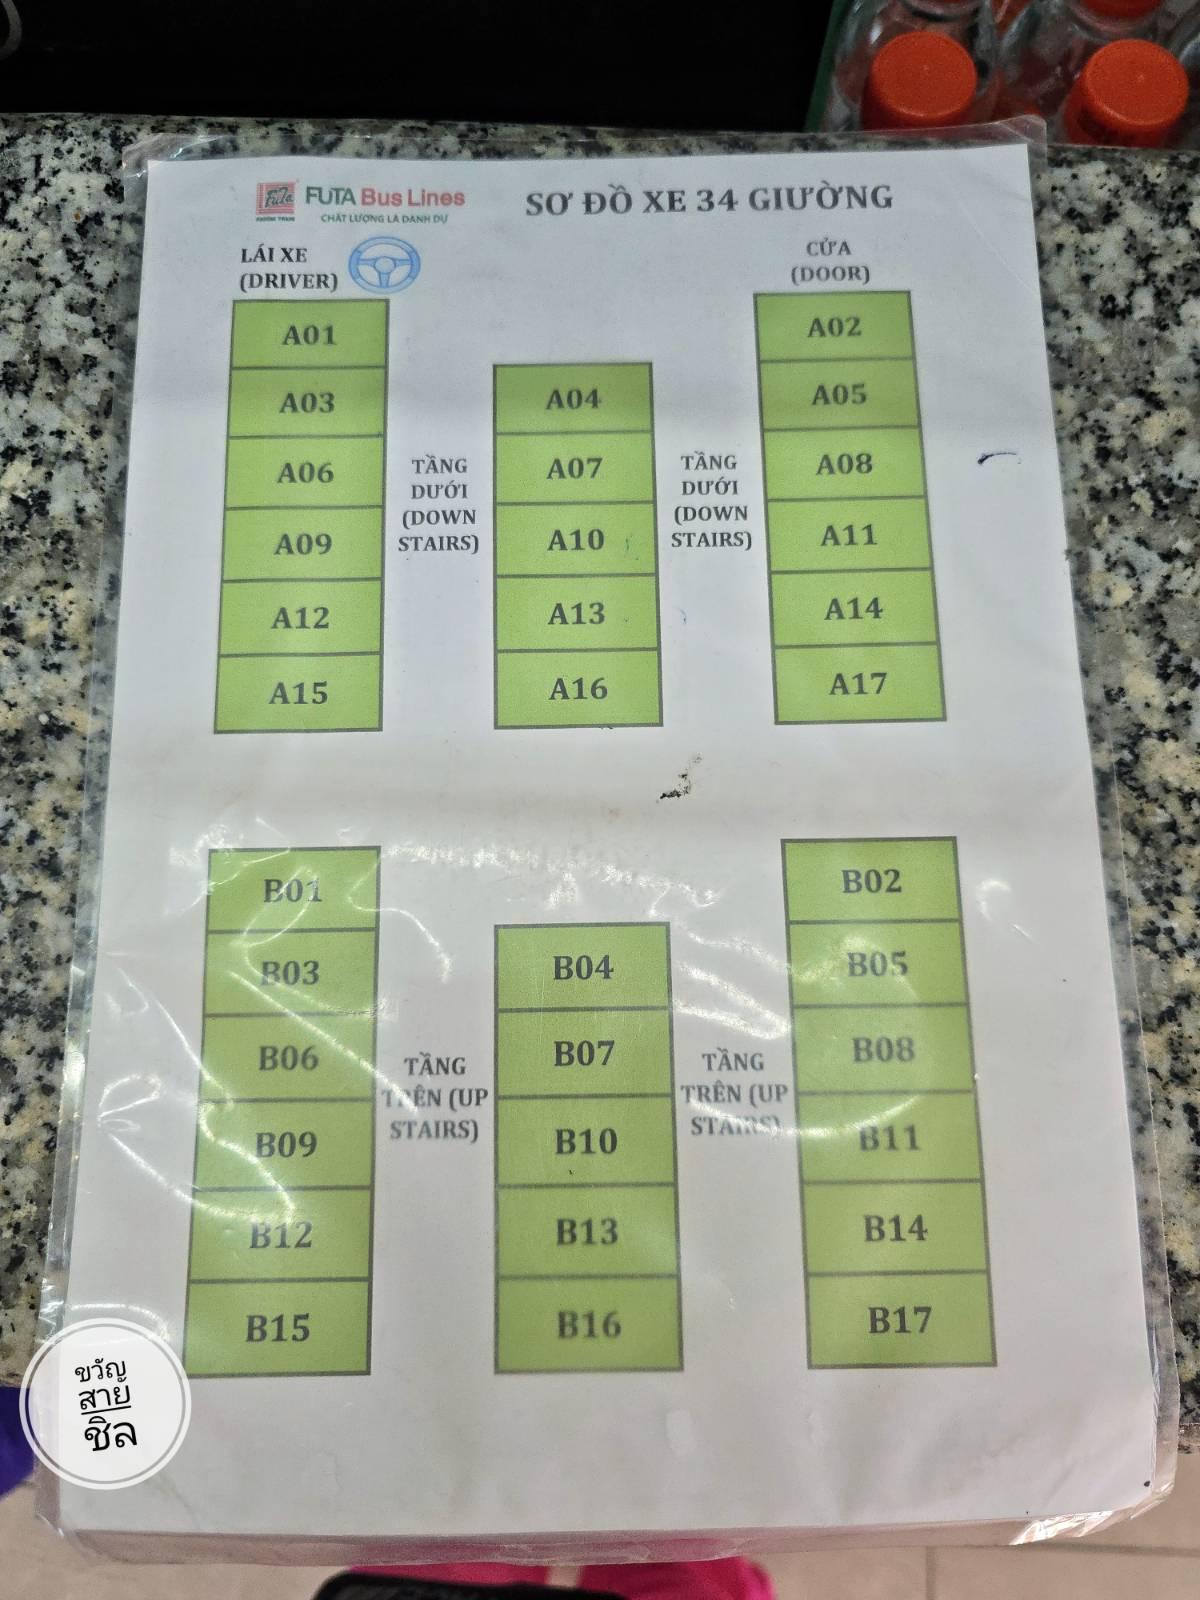 FUTA Bus Lines
CHẤT LƯỢNG LÀ DANH DỰ
SƠ ĐỒ XE 34 GIƯỜNG
LÁI XE
(DRIVER)
CỬA
(DOOR)
A01
A02
A03
A04
A05
A06
A07
A08
A09
A10
A11
A12
A13
A14
A15
A16
A17
TẦNG
DƯỚI
(DOWN
STAIRS)
TẦNG
DƯỚI
(DOWN
STAIRS)
B01
B02
B03
B04
B05
B06
B07
B08
B09
B10
B11
B12
B13
B14
B15
B16
B17
TẦNG
TRÊN (UP
STAIRS)
TẦNG
TRÊN (UP
STAIRS)
ขวัญ
สาย
ชิล